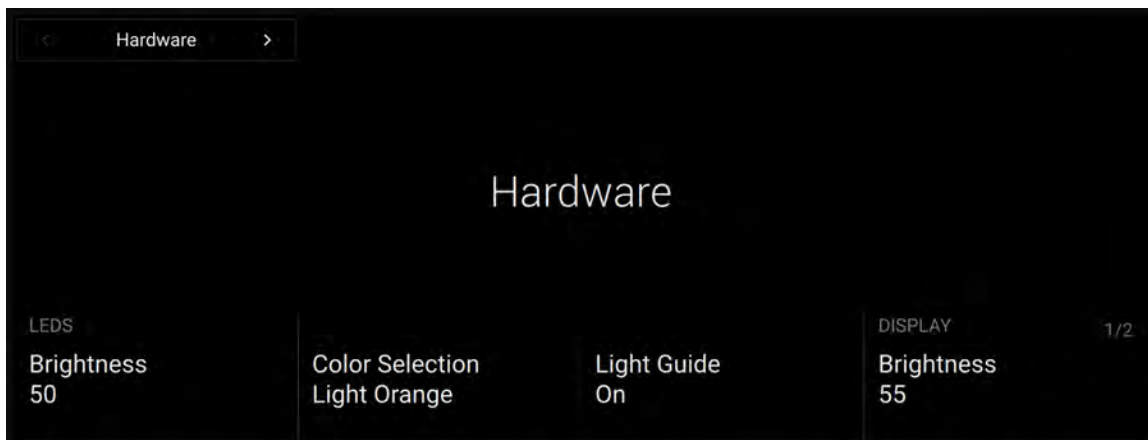 Hardware
Hardware
LEDS
Brightness
50
Color Selection
Light Orange
Light Guide
On
DISPLAY
1/2
Brightness
55